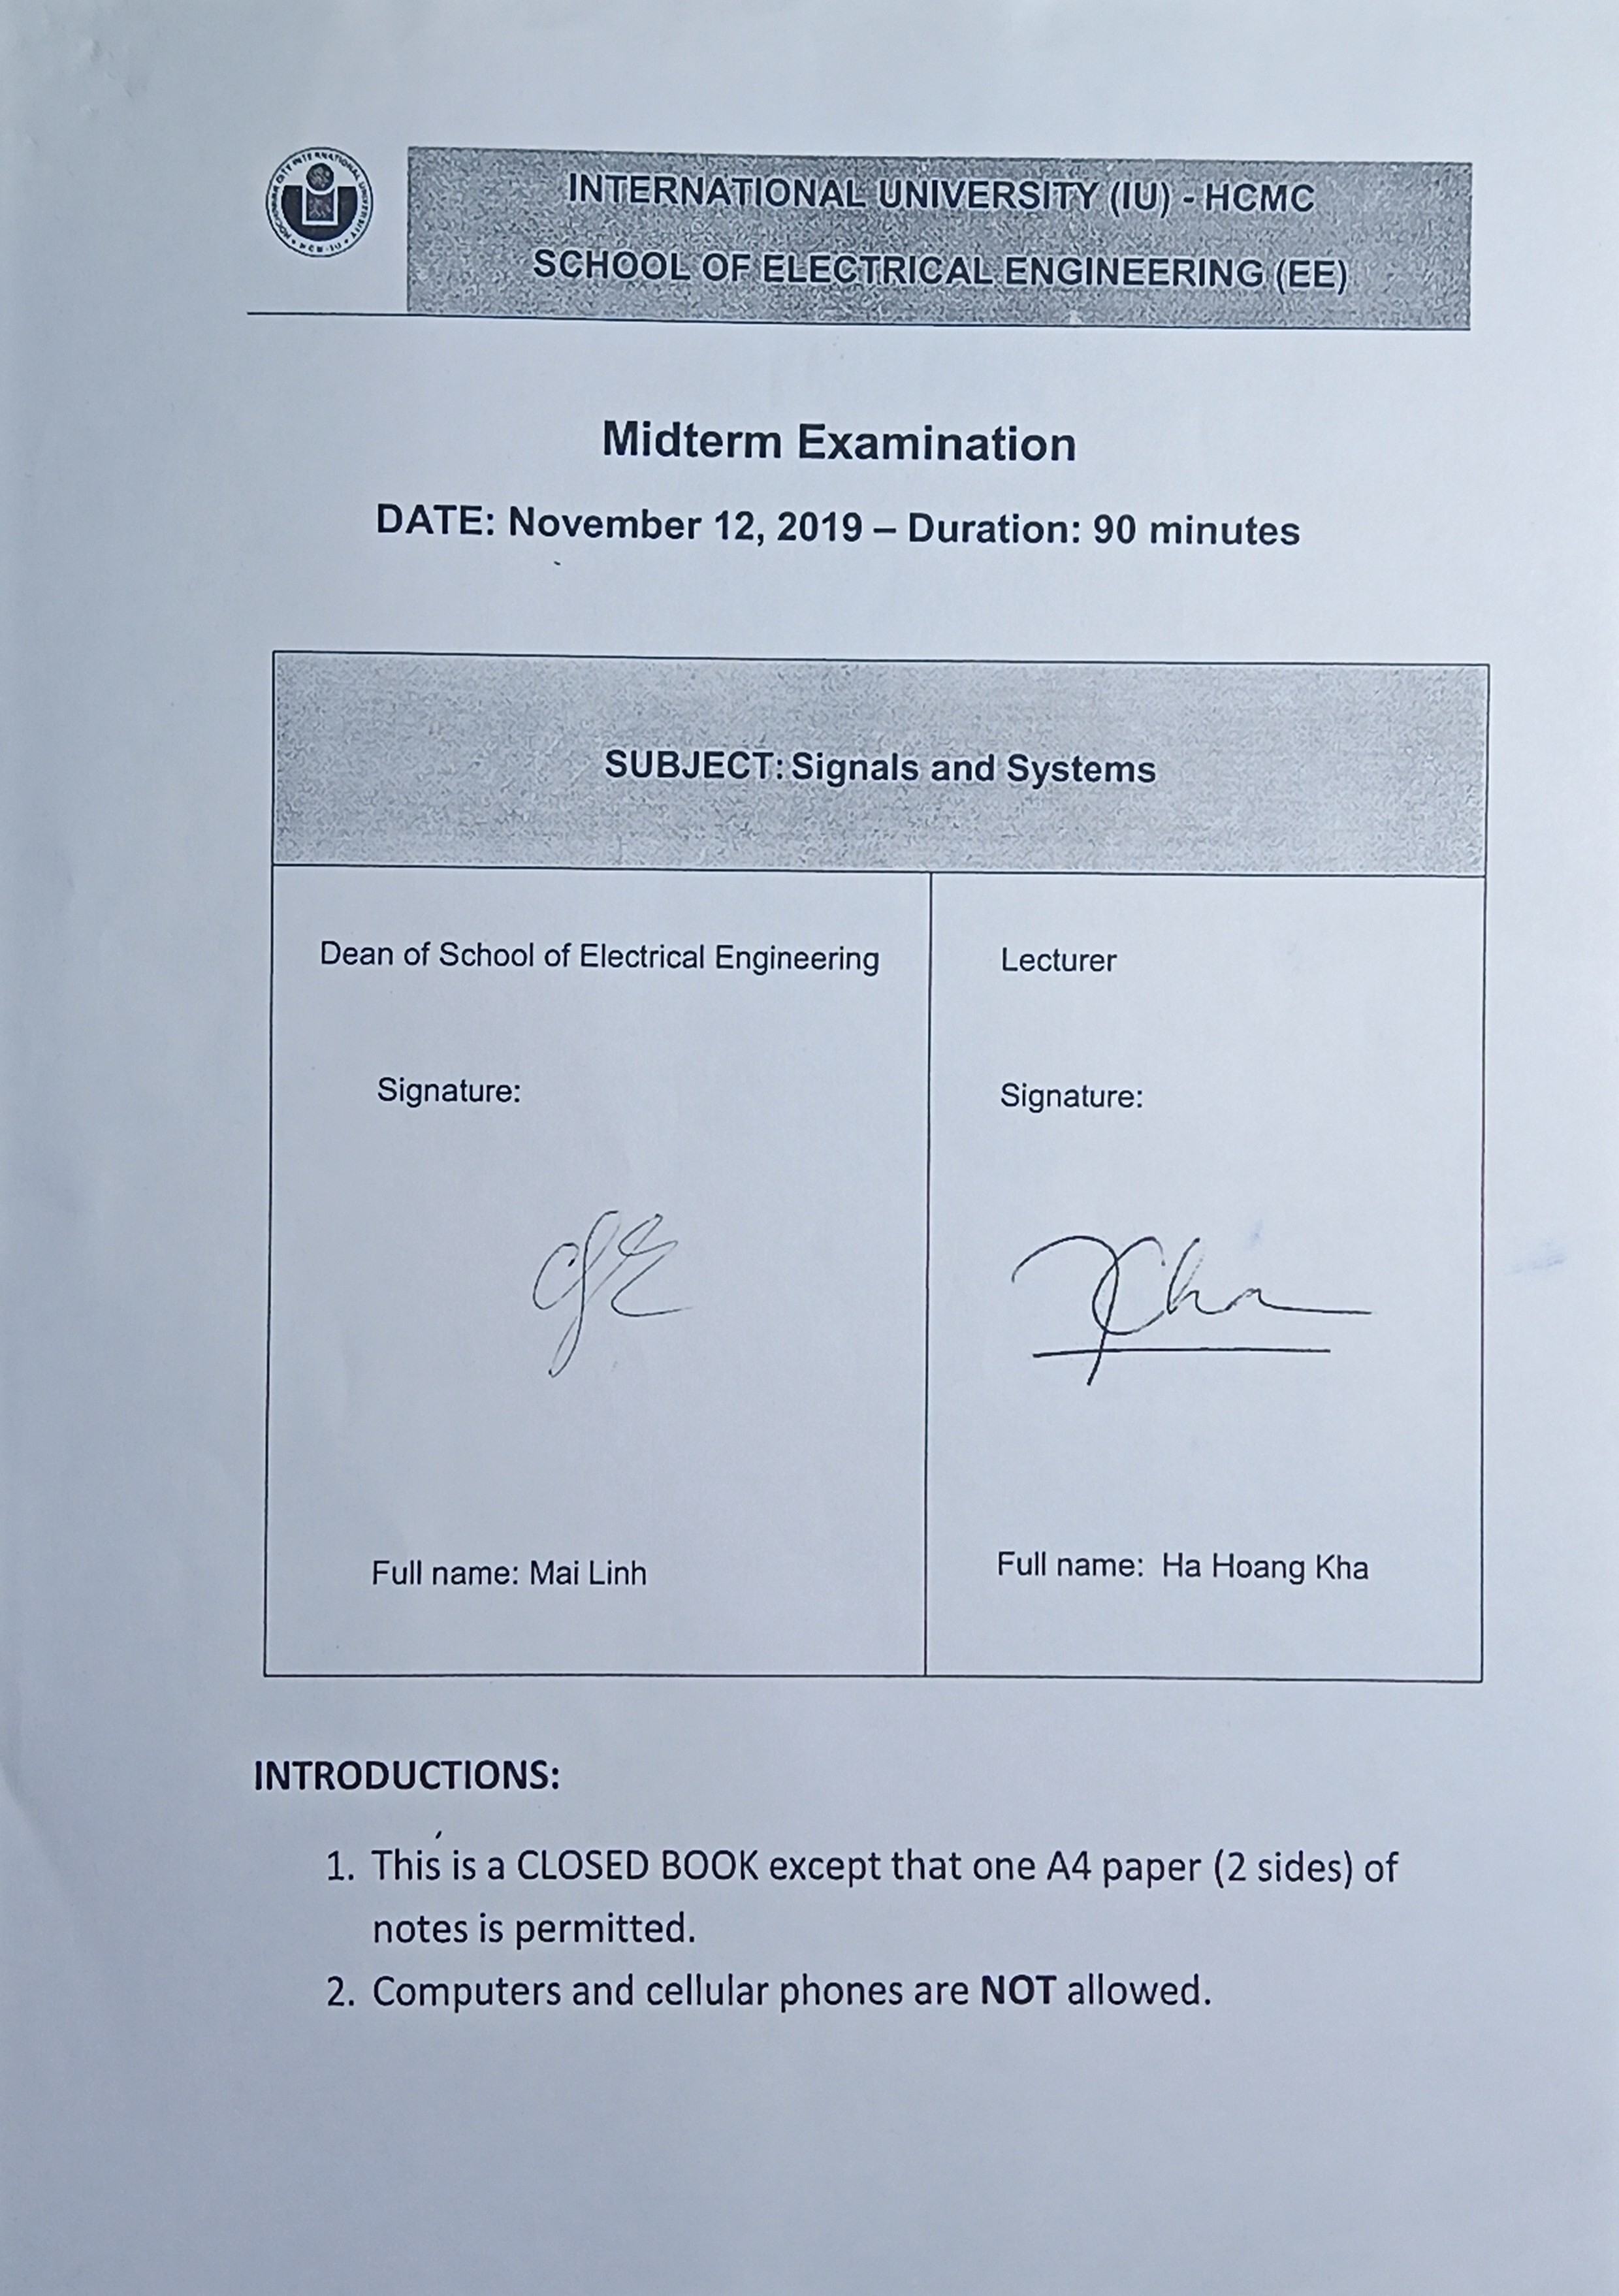 INTERNATIONAL UNIVERSITY (IU) - HCMC
SCHOOL OF ELECTRICAL ENGINEERING (EE)
Midterm Examination
DATE: November 12, 2019 – Duration: 90 minutes
SUBJECT: Signals and Systems
Dean of School of Electrical Engineering
Signature:
Full name: Mai Linh
Lecturer
Signature:
Kha
Full name: Ha Hoang Kha
INTRODUCTIONS:
1. This is a CLOSED BOOK except that one A4 paper (2 sides) of
notes is permitted.
2. Computers and cellular phones are NOT allowed.